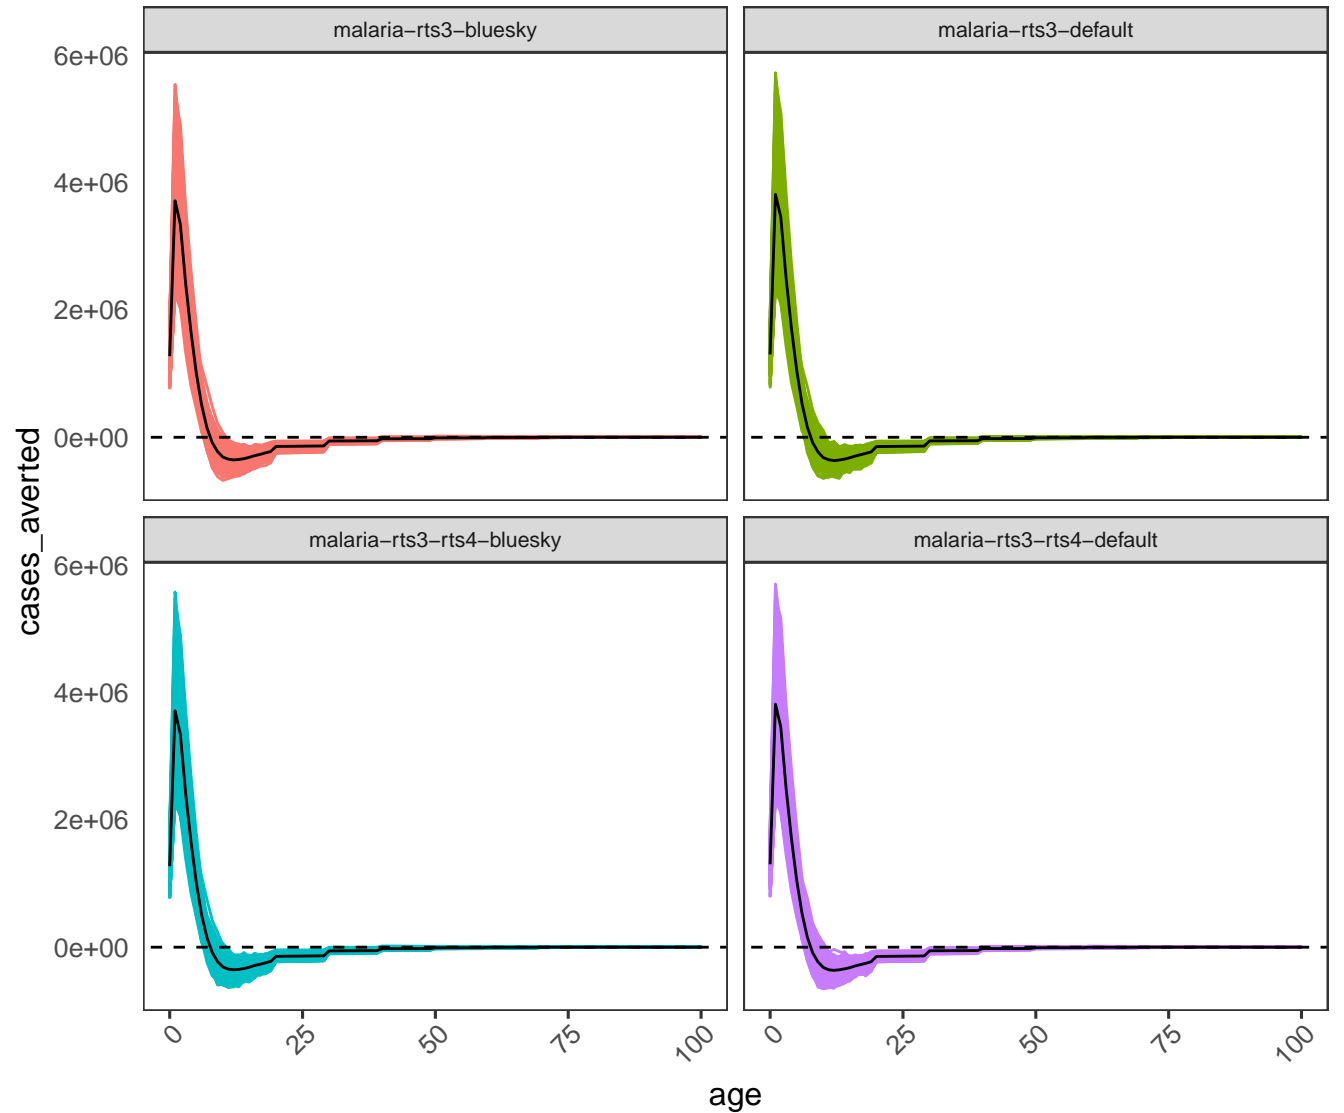 malaria−rts3−bluesky
malaria−rts3−default
6e+06
4e+06
2e+06
0e+00
malaria−rts3−rts4−bluesky
malaria−rts3−rts4−default
6e+06
4e+06
2e+06
0e+00
cases_averted
0
25
50
75
100
0
25
50
75
100
age